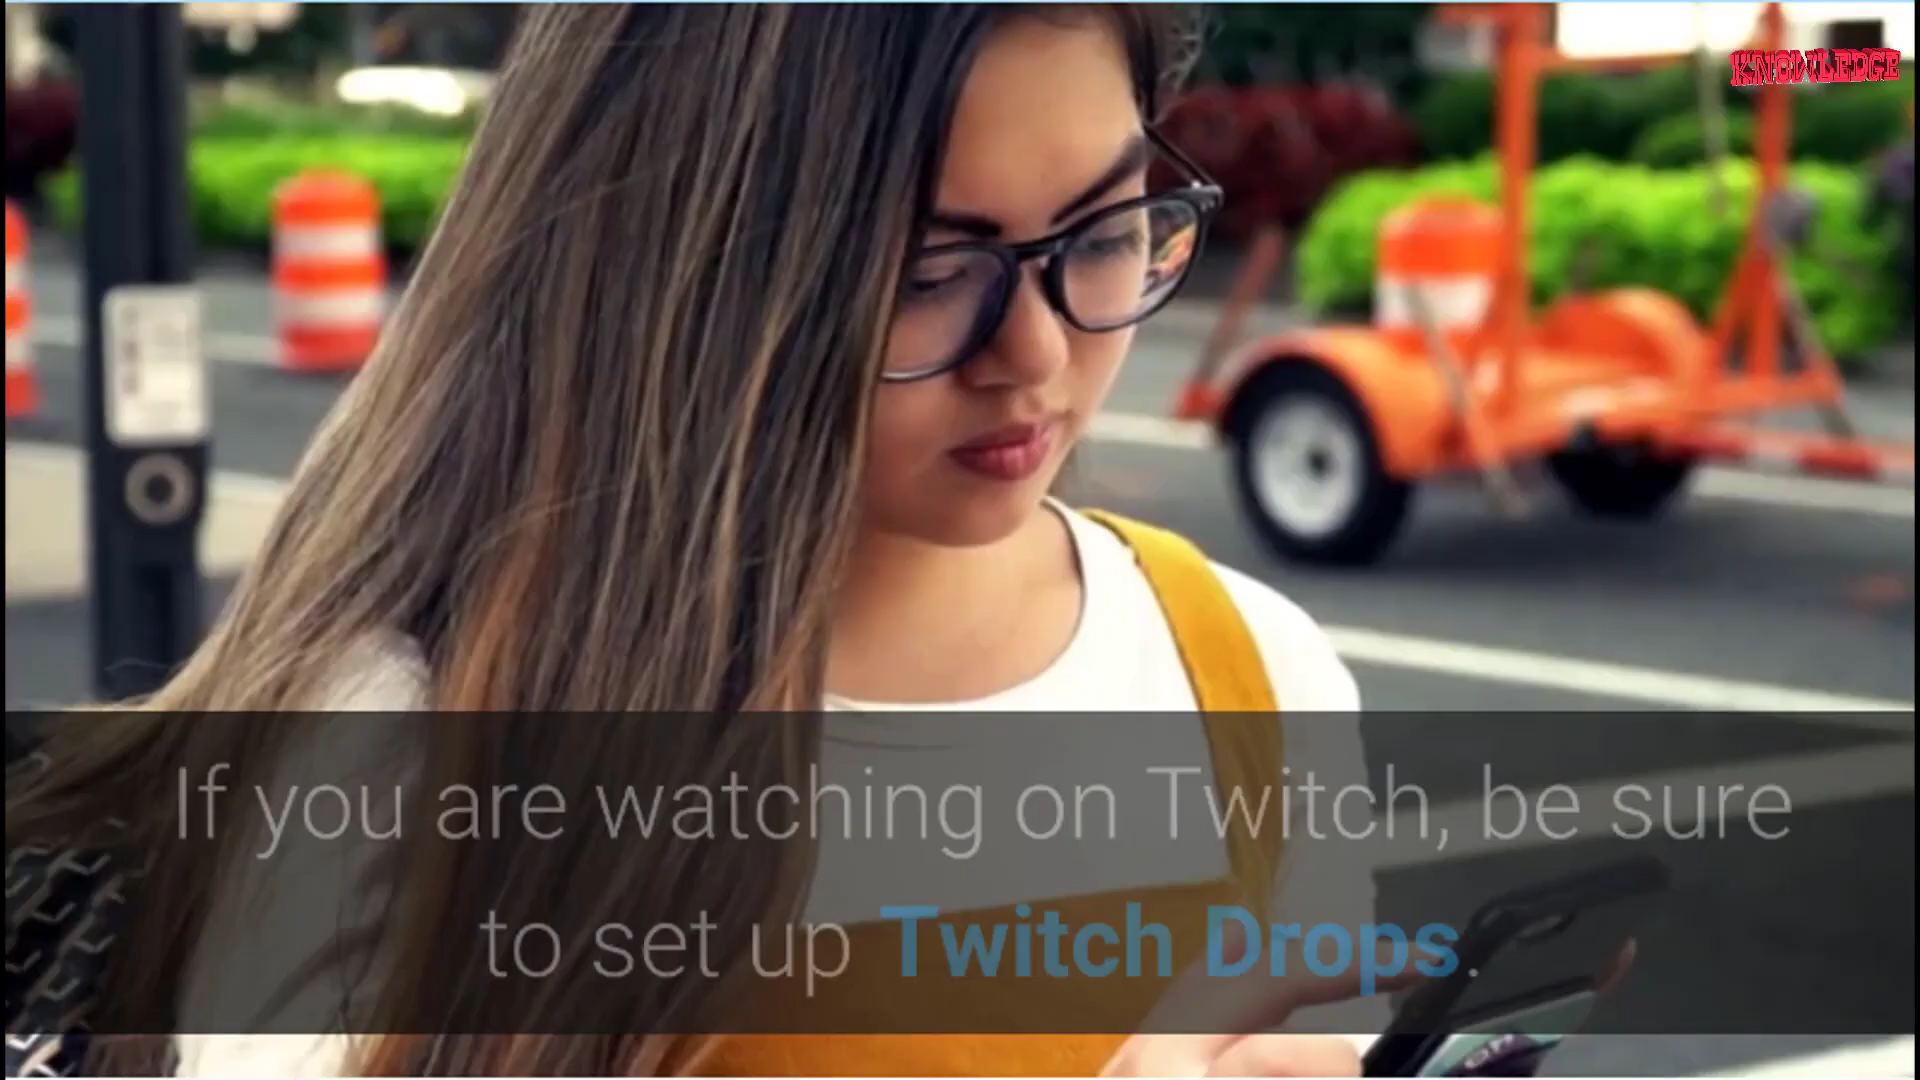 KNOWLEDGE
If you are watching on Twitch, be sure
to set up Twitch Drops.